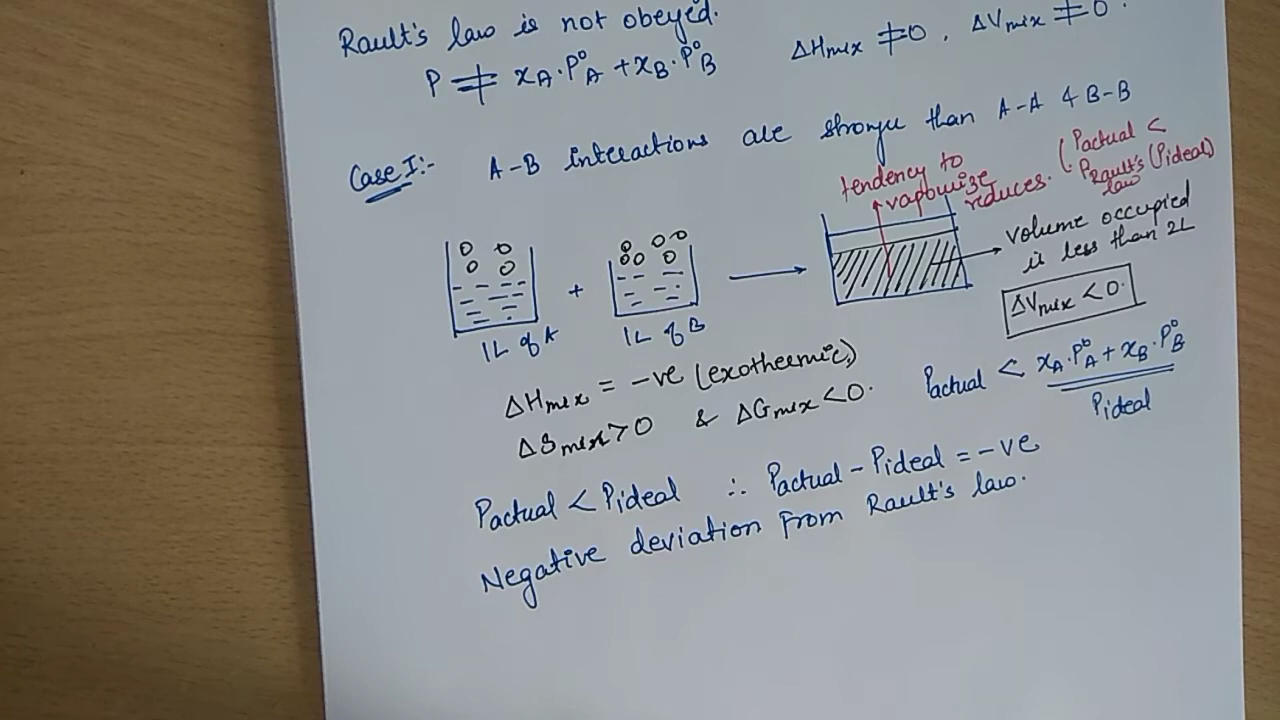 Rault's law is not obeyed.
P ≠ xA·P°A + xB·P°B ΔHmix ≠ 0, ΔVmix ≠ 0.
Case I:- A-B interactions are stronger than A-A & B-B
tendency to vapourize reduces. (Pactual < PRault's law (Pideal)
volume occupied is less than 2L
ΔVmix < 0.
1L of A + 1L of B →
ΔHmix = -ve (exothermic)
ΔSmix > 0 & ΔGmix < 0.
Pactual < xA·P°A + xB·P°B
Pideal
Pactual < Pideal ∴ Pactual - Pideal = -ve
Negative deviation from Rault's law.